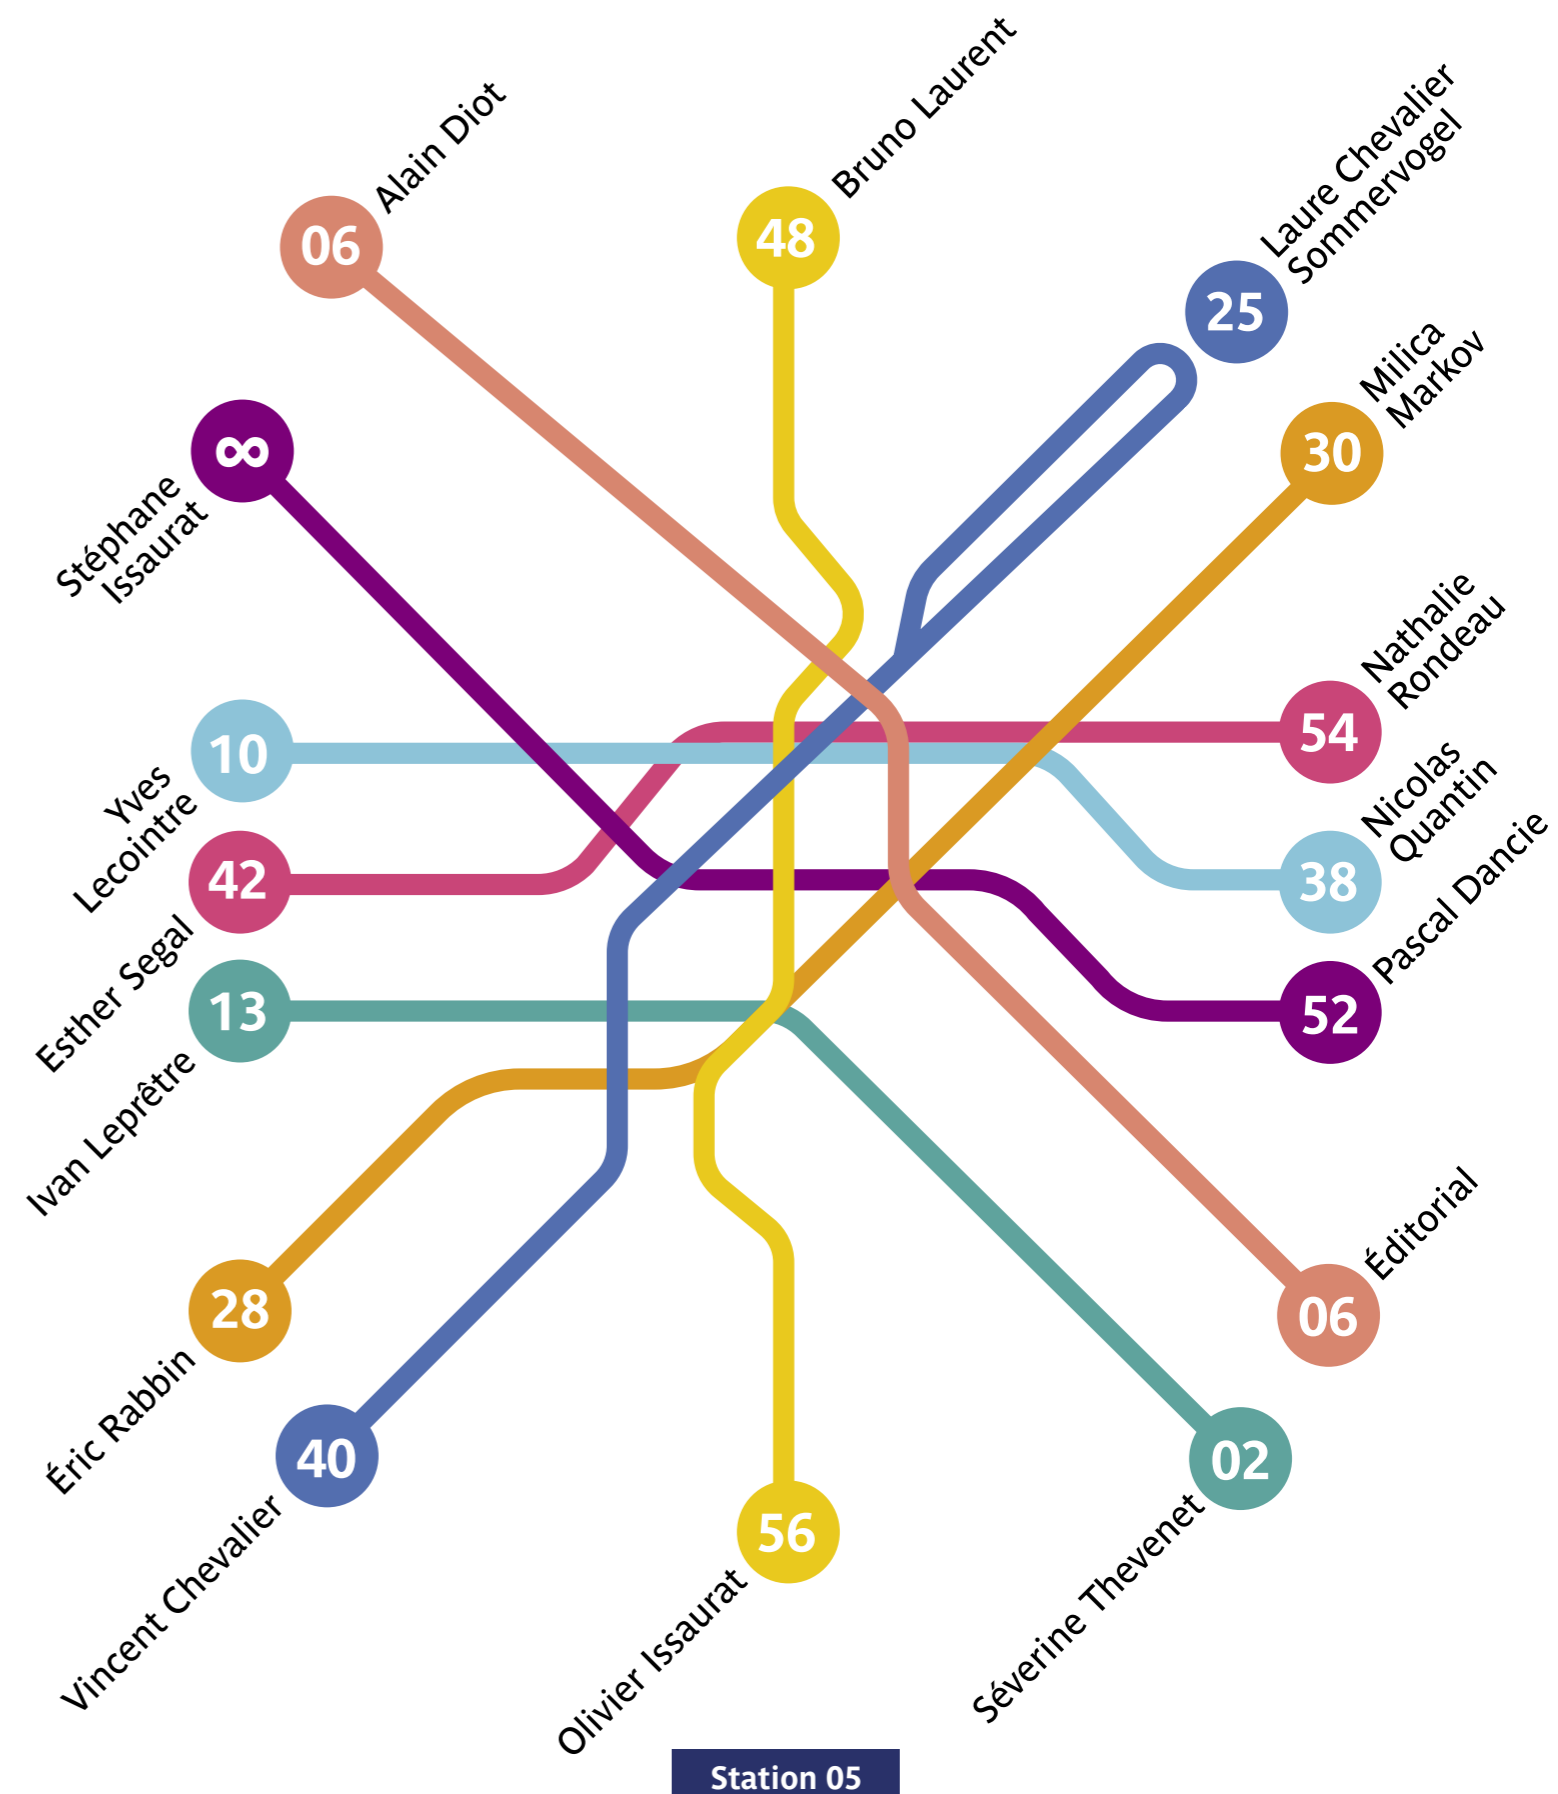 Alain Diot
06
Bruno Laurent
48
Laure Chevalier
Sommervogel
25
Milica
Markov
30
∞
Stéphane
Issaurat
Nathalie
Rondeau
54
10
Yves
Lecointre
Nicolas
Quantin
38
42
Esther Segal
Pascal Dancie
52
13
Ivan Leprêtre
Éditorial
06
28
Éric Rabbin
40
Vincent Chevalier
02
Séverine Thevenet
56
Olivier Issaurat
Station 05